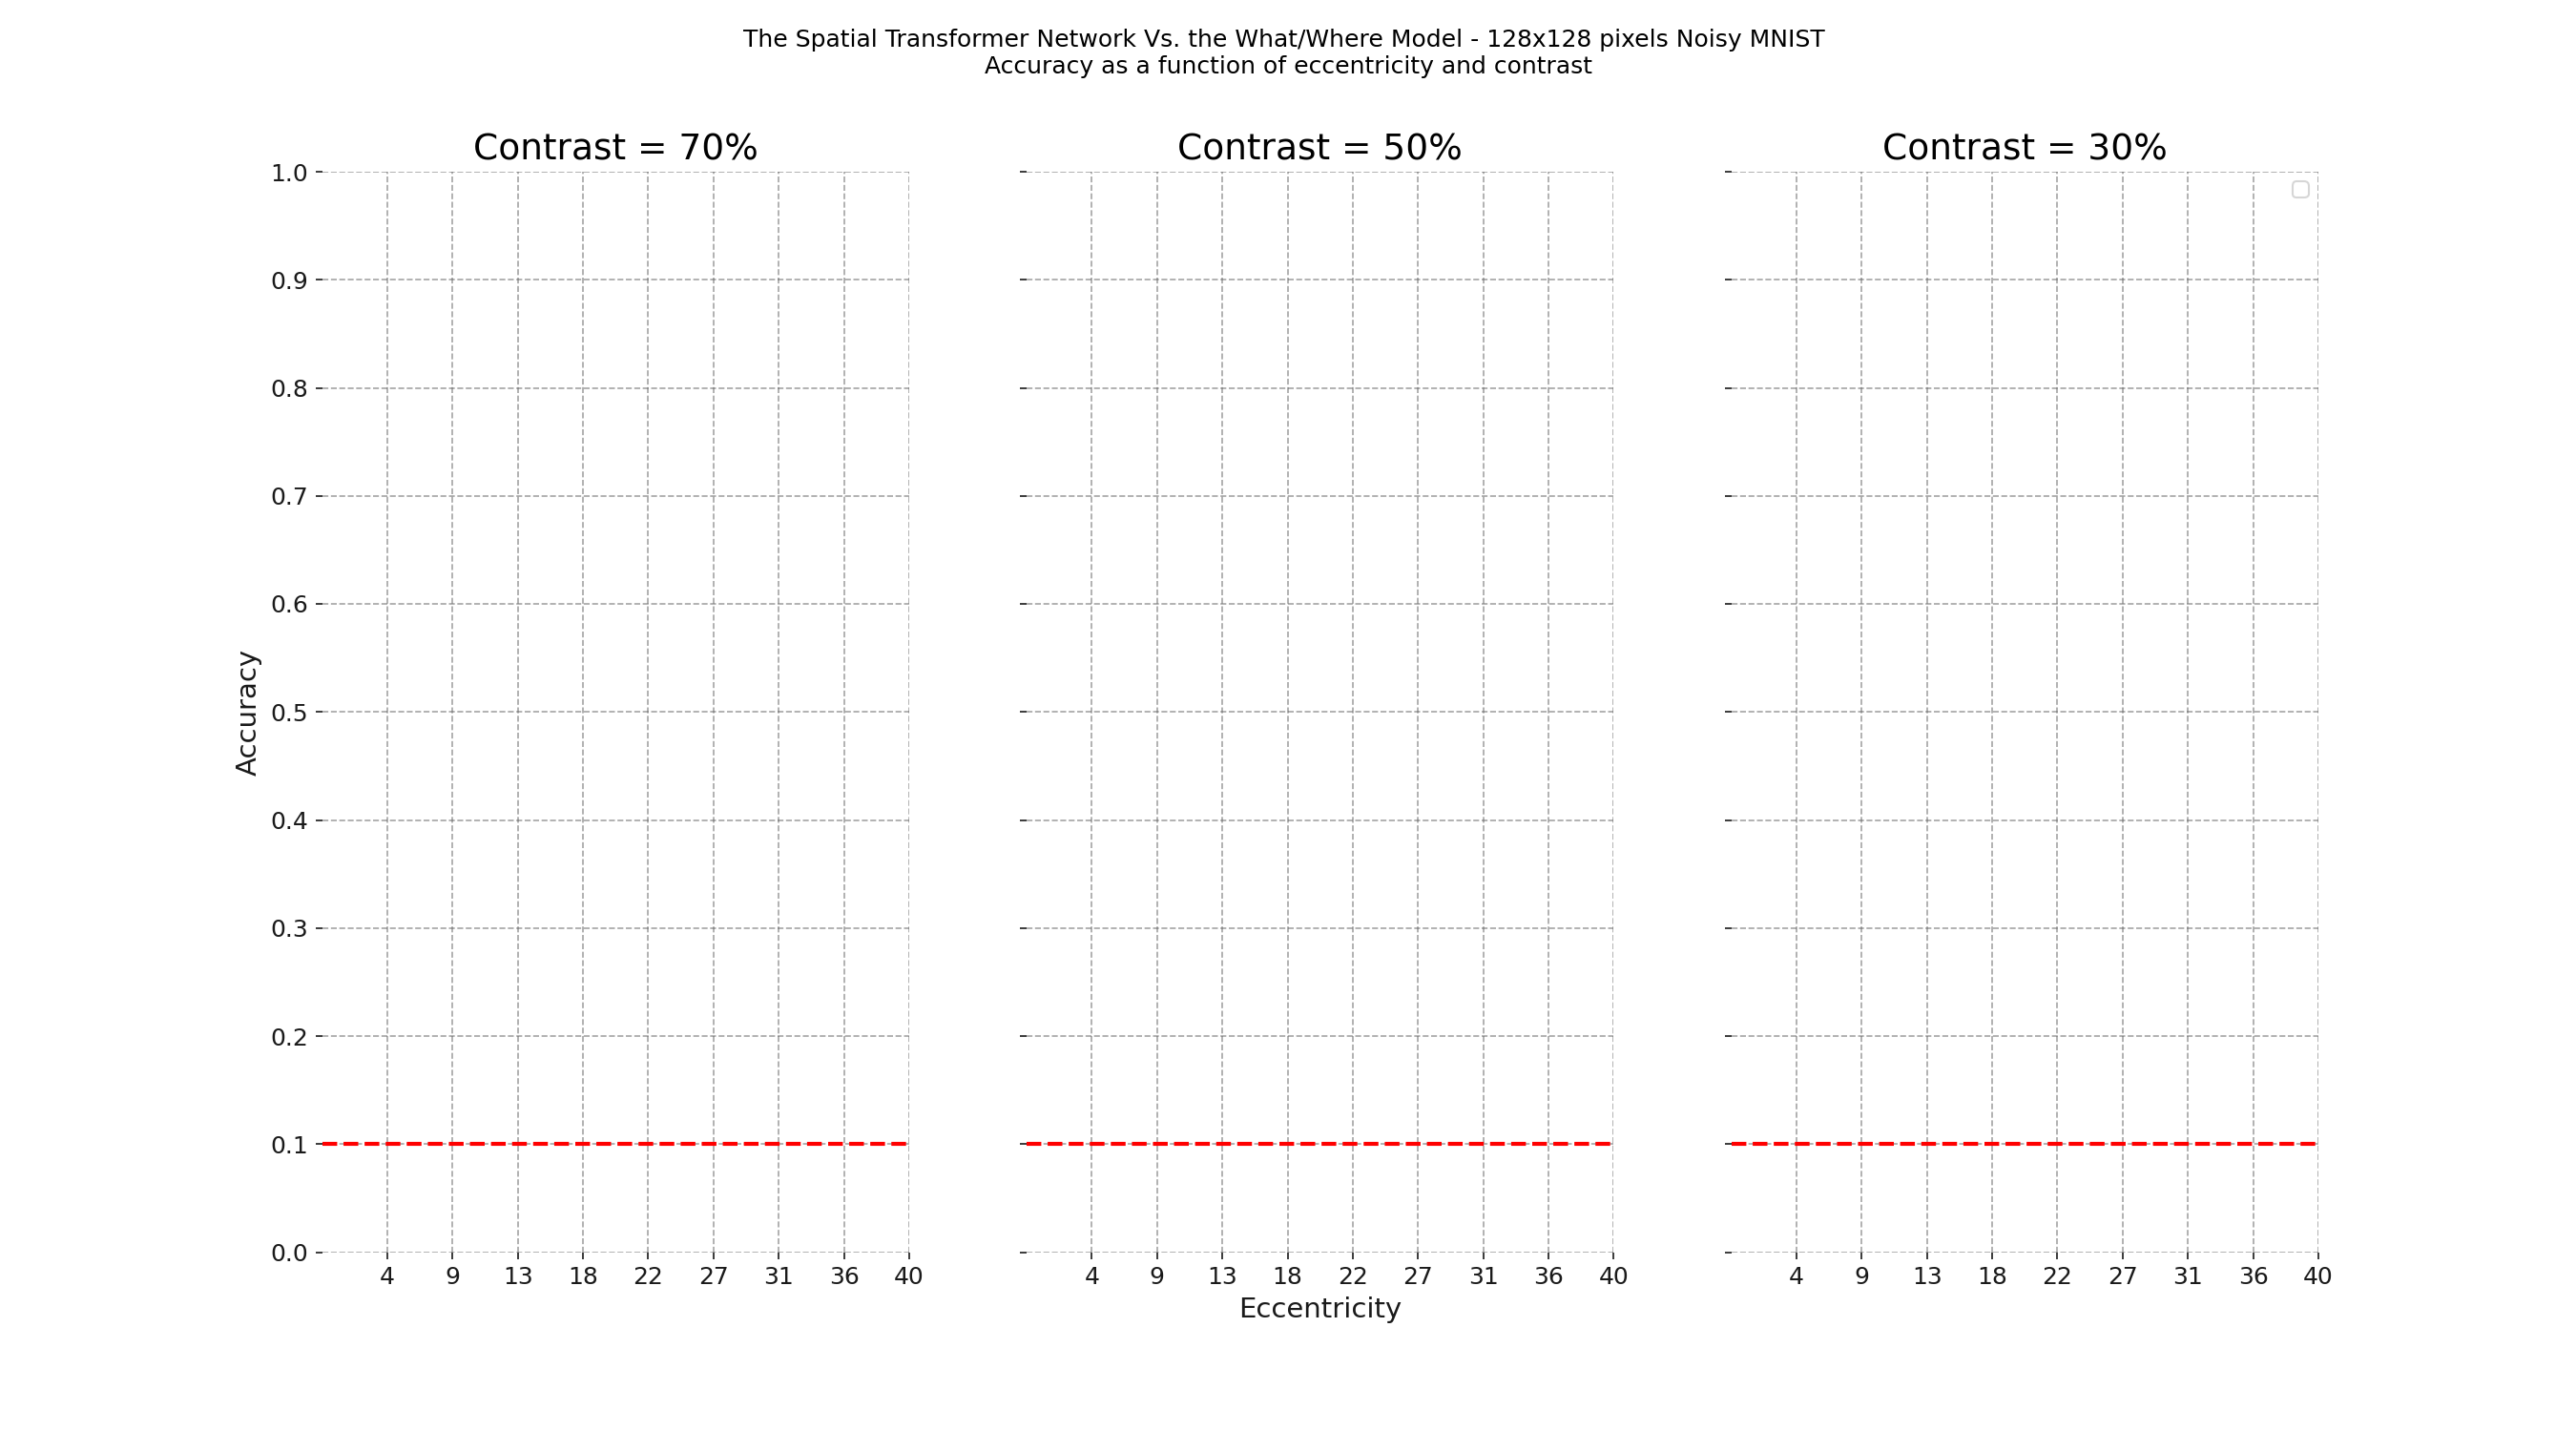 The Spatial Transformer Network Vs. the What/Where Model - 128x128 pixels Noisy MNIST
Accuracy as a function of eccentricity and contrast
Contrast = 70%
Contrast = 50%
Contrast = 30%
Accuracy
1.0
0.9
0.8
0.7
0.6
0.5
0.4
0.3
0.2
0.1
0.0
4 9 13 18 22 27 31 36 40
4 9 13 18 22 27 31 36 40
4 9 13 18 22 27 31 36 40
Eccentricity